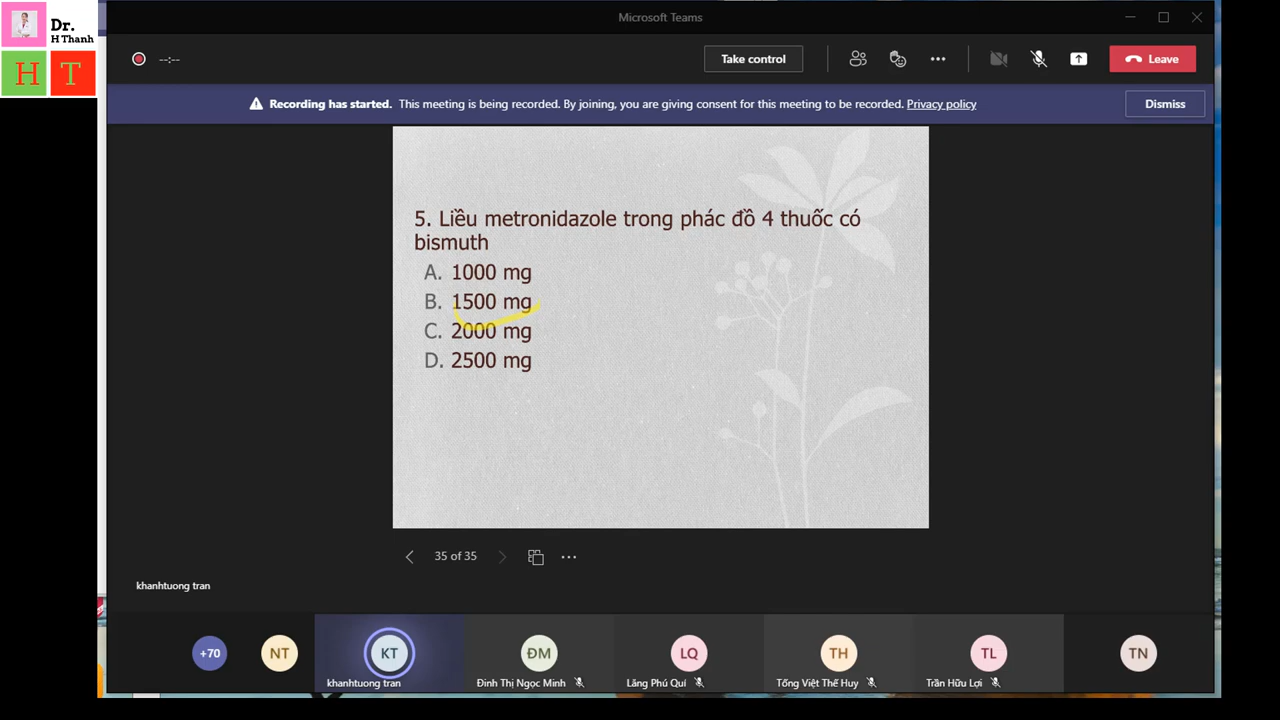 Dr.
H Thanh
H T
Microsoft Teams
--:--
Take control
Leave
Recording has started. This meeting is being recorded. By joining, you are giving consent for this meeting to be recorded. Privacy policy
Dismiss
5. Liều metronidazole trong phác đồ 4 thuốc có
bismuth
A. 1000 mg
B. 1500 mg
C. 2000 mg
D. 2500 mg
35 of 35
khanhtuong tran
+70
NT
KT
khanhtuong tran
ĐM
Đinh Thị Ngọc Minh
LQ
Lăng Phú Quí
TH
Tống Việt Thế Huy
TL
Trần Hữu Lợi
TN